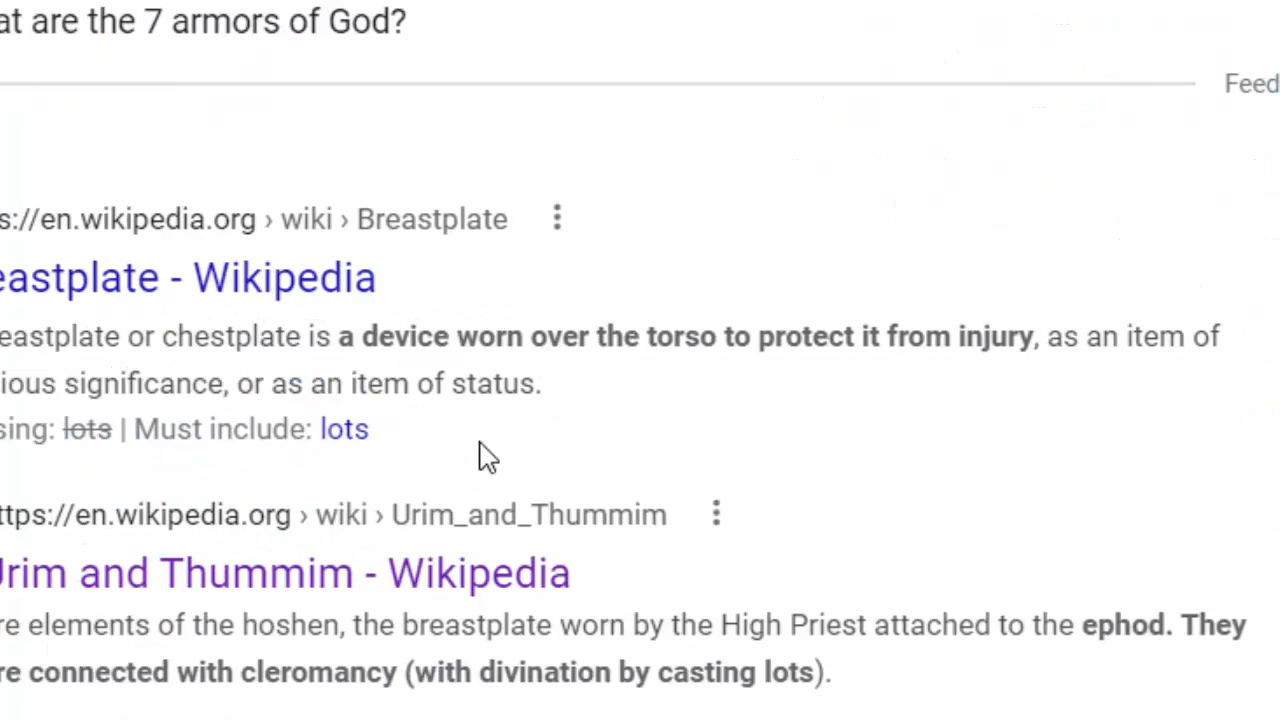 at are the 7 armors of God?
Feed
s://en.wikipedia.org › wiki › Breastplate
eastplate - Wikipedia
eastplate or chestplate is a device worn over the torso to protect it from injury, as an item of
ious significance, or as an item of status.
sing: lots | Must include: lots
ttps://en.wikipedia.org › wiki › Urim_and_Thummim
Urim and Thummim - Wikipedia
re elements of the hoshen, the breastplate worn by the High Priest attached to the ephod. They
re connected with cleromancy (with divination by casting lots).